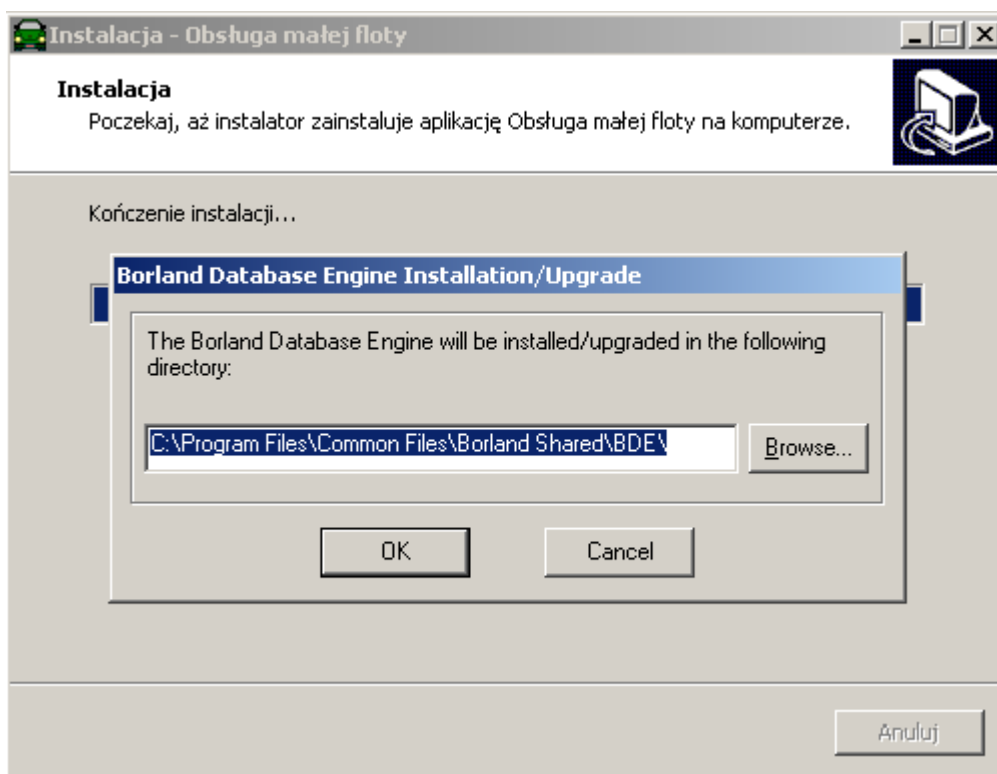 Instalacja - Obsługa małej floty
Instalacja
Poczekaj, aż instalator zainstaluje aplikację Obsługa małej floty na komputerze.
Kończenie instalacji...
Borland Database Engine Installation/Upgrade
The Borland Database Engine will be installed/upgraded in the following
directory:
C:\Program Files\Common Files\Borland Shared\BDE\
Browse...
OK
Cancel
Anuluj